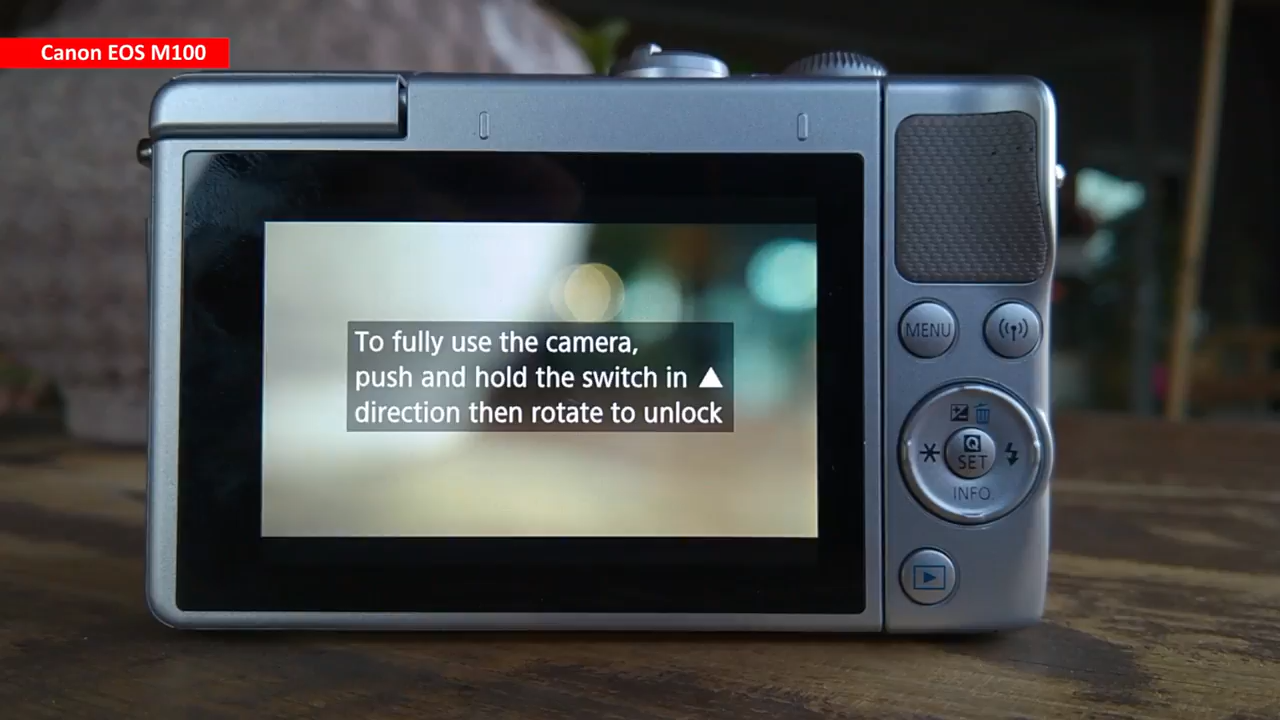 Canon EOS M100
To fully use the camera,
push and hold the switch in ▲
direction then rotate to unlock
MENU
Q
SET
INFO.